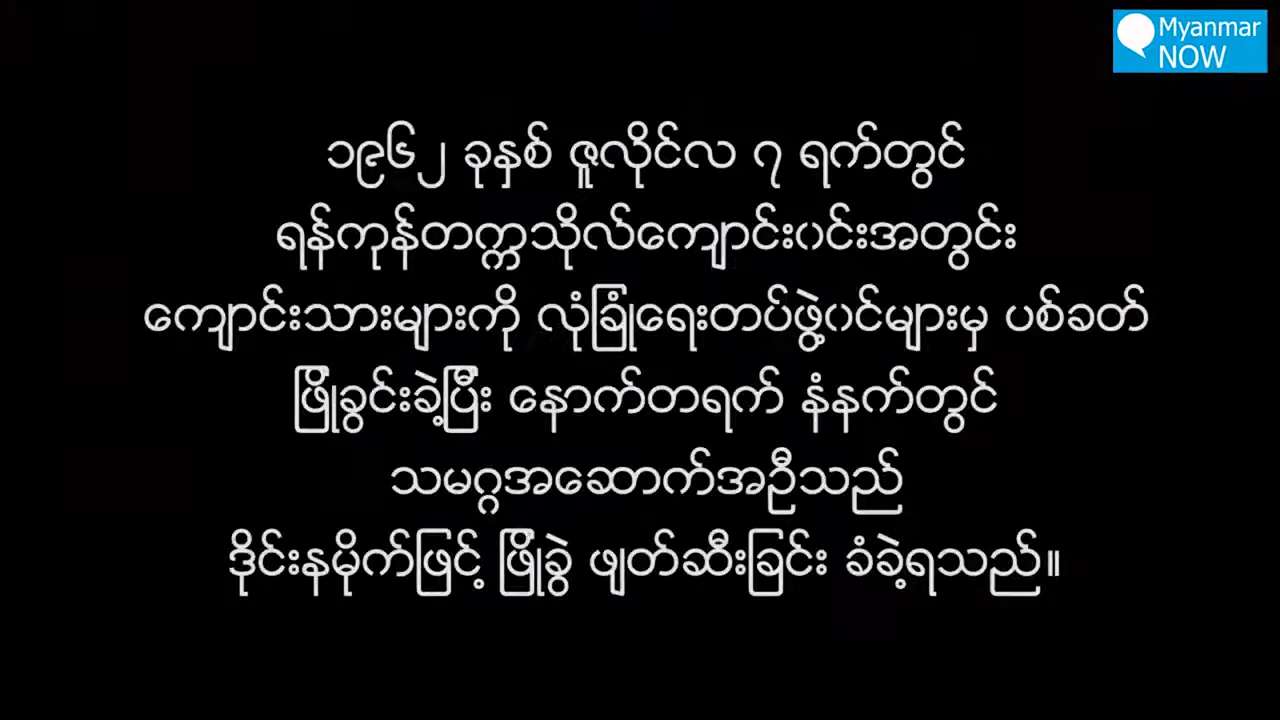 Myanmar
NOW
၁၉၆၂ ခုနှစ် ဇူလိုင်လ ၇ ရက်တွင်
ရန်ကုန်တက္ကသိုလ်ကျောင်းဝင်းအတွင်း
ကျောင်းသားများကို လုံခြုံရေးတပ်ဖွဲ့ဝင်များမှ ပစ်ခတ်
ဖြိုခွင်းခဲ့ပြီး နောက်တရက် နံနက်တွင်
သမဂ္ဂအဆောက်အဦသည်
ဒိုင်းနမိုက်ဖြင့် ဖြိုခွဲ ဖျတ်ဆီးခြင်း ခံခဲ့ရသည်။